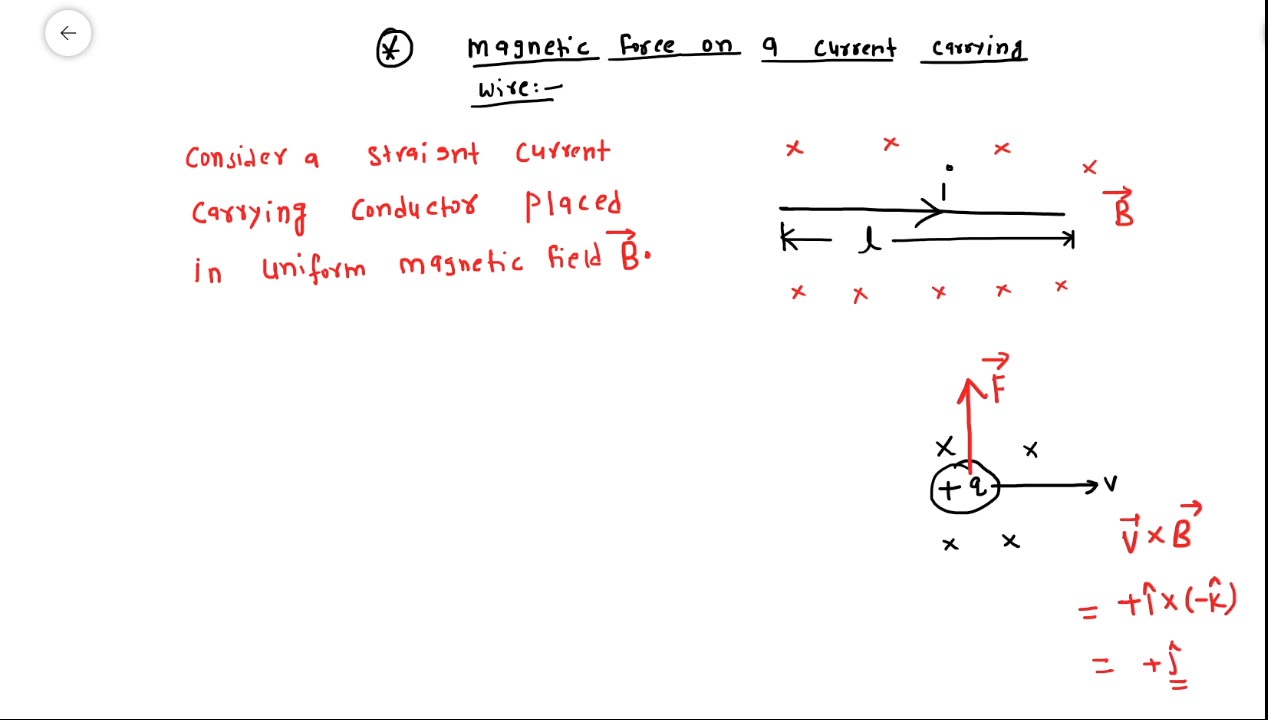 * Magnetic Force on a Current Carrying
Wire:-
Consider a straignt Current
Carrying Conductor Placed
in uniform magnetic field B⃗.
x x x x
i
B⃗
l
x x x x x
F⃗
x x
+q v
x x
V⃗ × B⃗
= +î×(-k̂)
= +ĵ